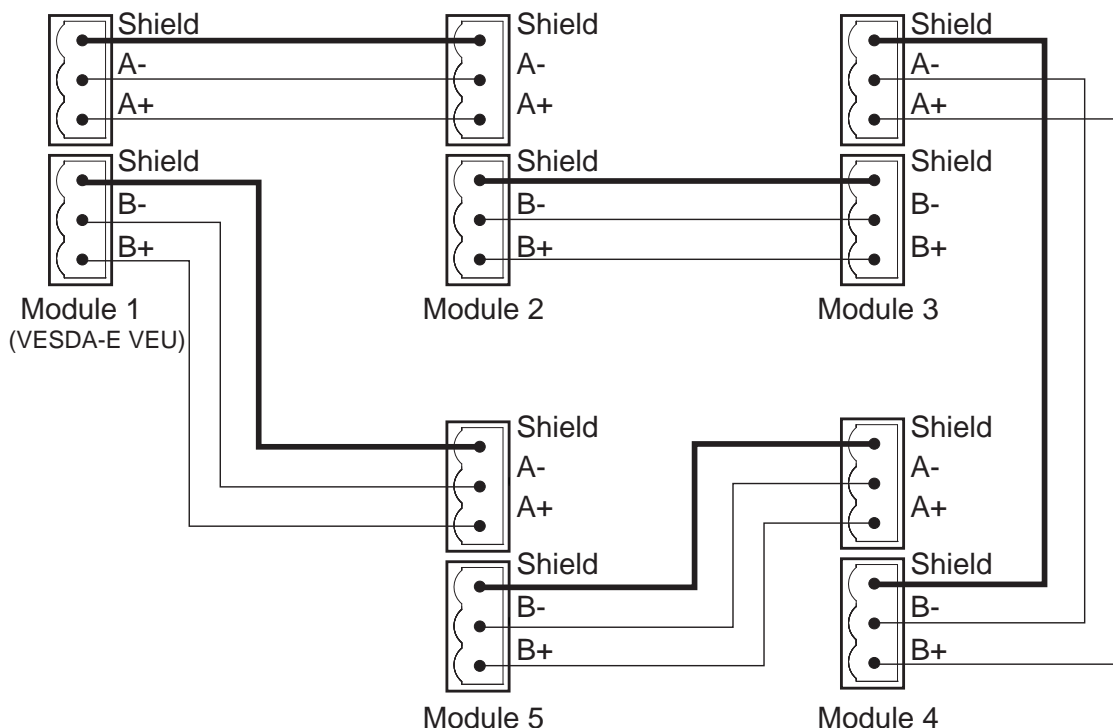 Shield
A-
A+
Shield
B-
B+
Module 1
(VESDA-E VEU)
Shield
A-
A+
Shield
B-
B+
Module 2
Shield
A-
A+
Shield
B-
B+
Module 3
Shield
A-
A+
Shield
B-
B+
Module 5
Shield
A-
A+
Shield
B-
B+
Module 4